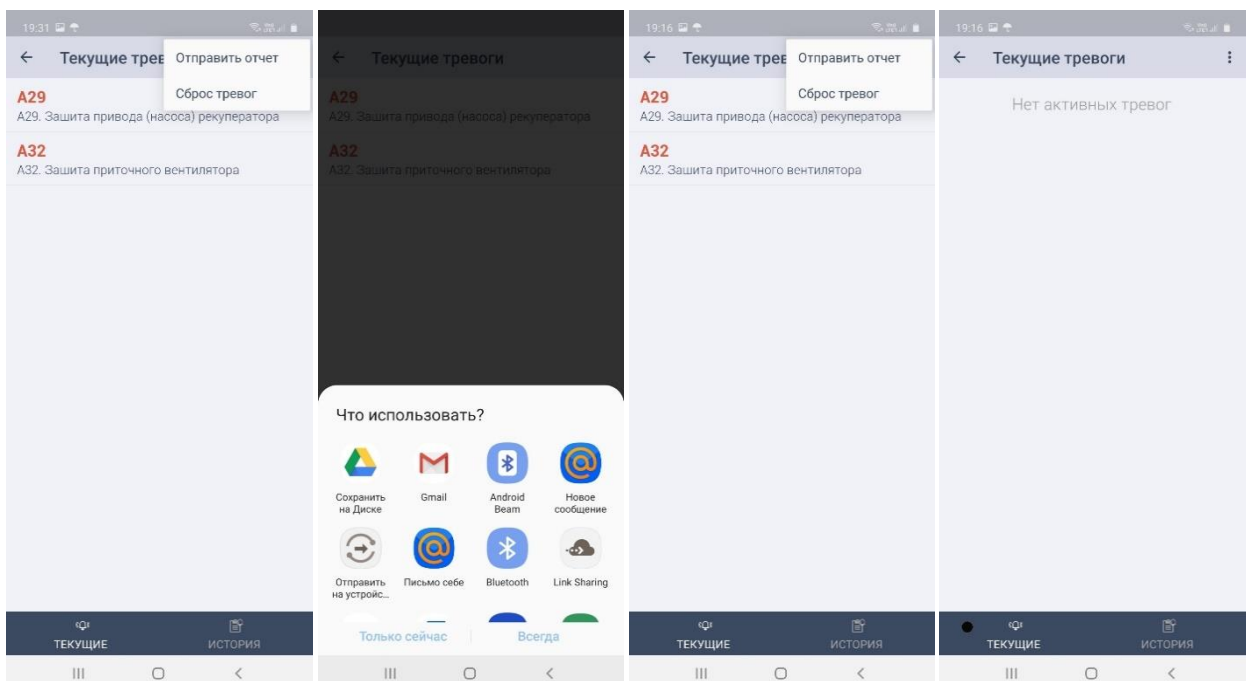 19:31
Текущие трев
Отправить отчет
Сброс тревог
A29
A29. Зашита привода (насоса) рекуператора
A32
A32. Зашита приточного вентилятора
ТЕКУЩИЕ
ИСТОРИЯ
Текущие тревоги
A29
A29. Зашита привода (насоса) рекуператора
A32
A32. Зашита приточного вентилятора
Что использовать?
Сохранить
на Диске
Gmail
Android
Beam
Новое
сообщение
Отправить
на устройс...
Письмо себе
Bluetooth
Link Sharing
Только сейчас
Всегда
19:16
Текущие трев
Отправить отчет
Сброс тревог
A29
A29. Зашита привода (насоса) рекуператора
A32
A32. Зашита приточного вентилятора
ТЕКУЩИЕ
ИСТОРИЯ
19:16
Текущие тревоги
Нет активных тревог
ТЕКУЩИЕ
ИСТОРИЯ